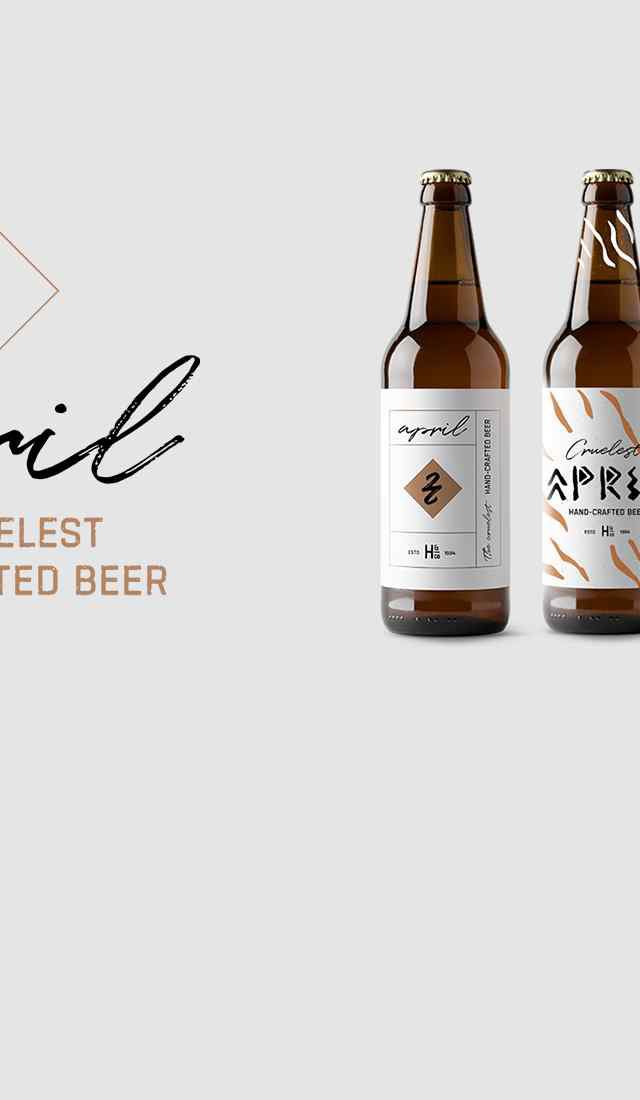 ril
ELEST
TED BEER
april
HAND-CRAFTED BEER
The cruelest
ESTD H & CO 1994
Cruelest
APR
HAND-CRAFTED BEE
ESTD H & CO 1994